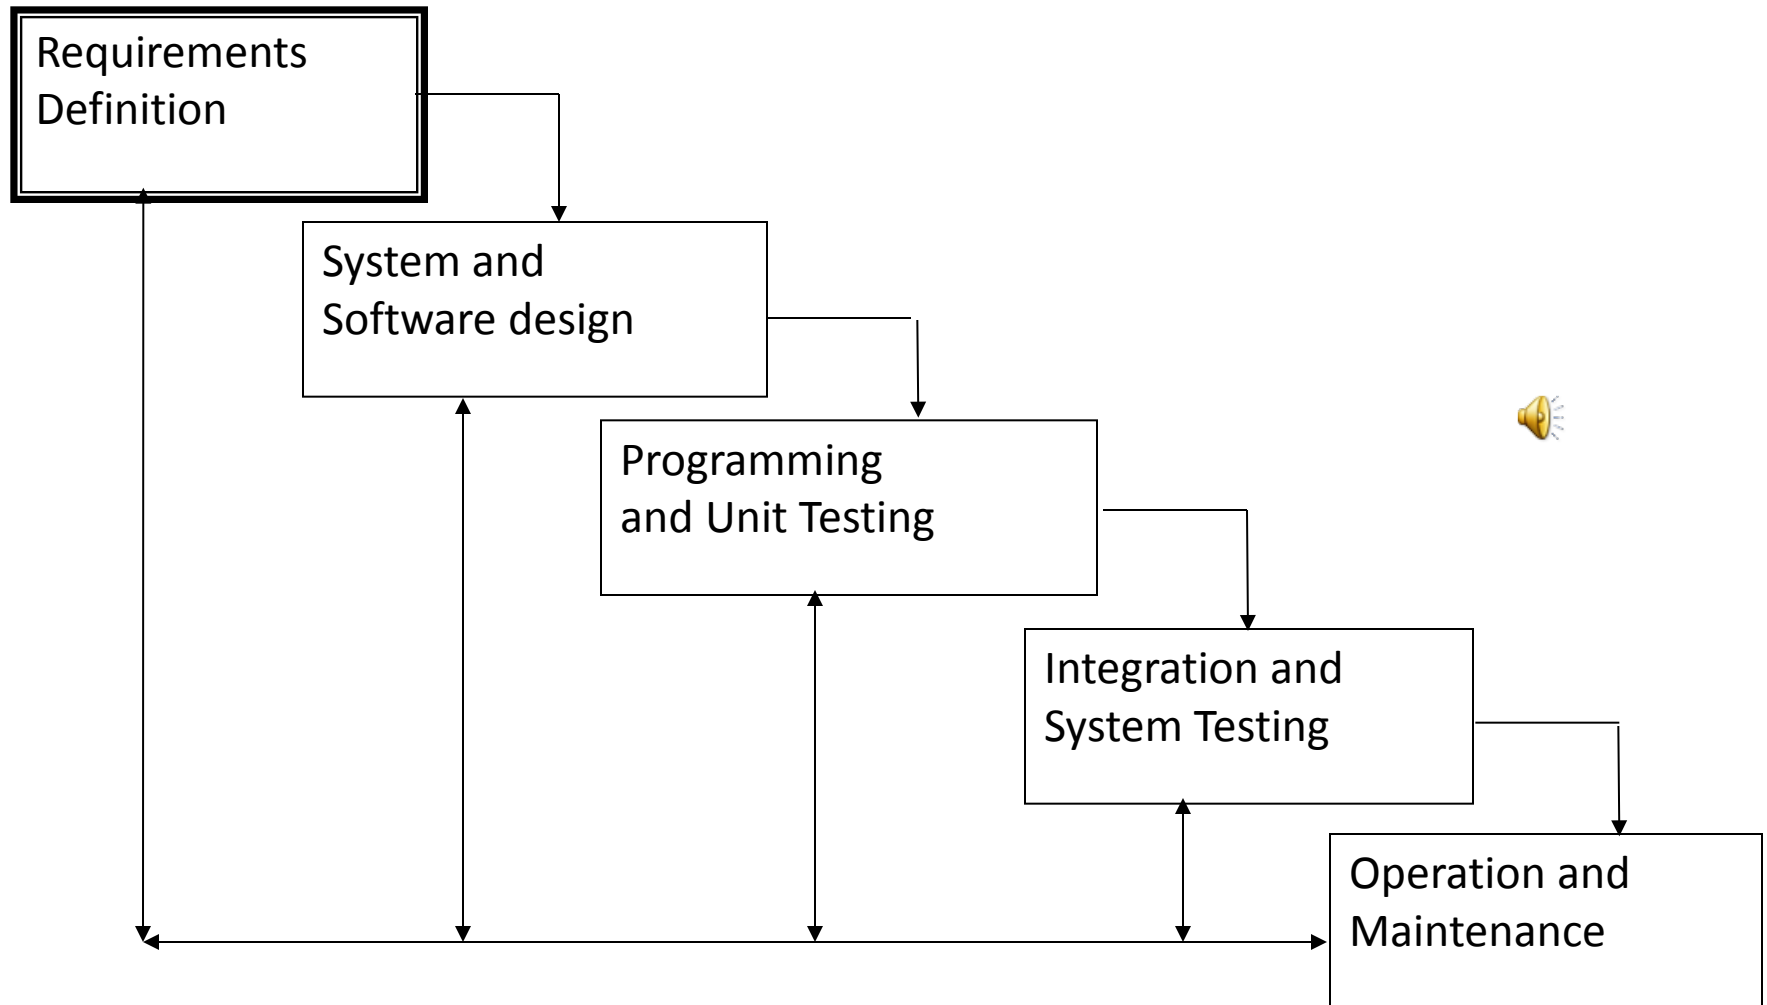 Requirements
Definition
System and
Software design
Programming
and Unit Testing
Integration and
System Testing
Operation and
Maintenance